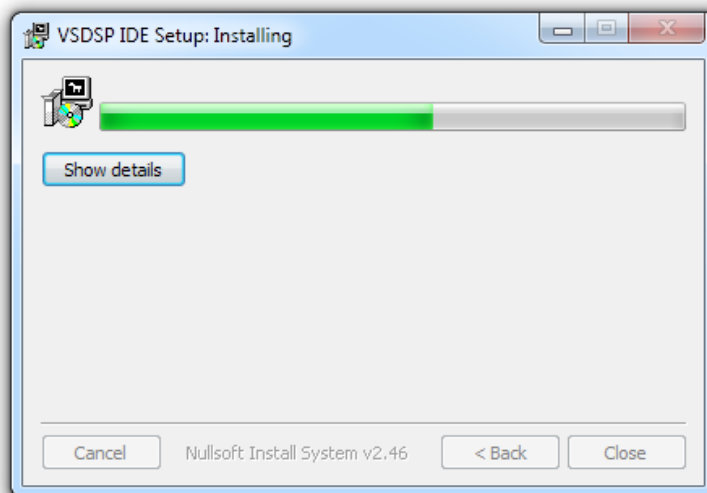 VSDSP IDE Setup: Installing
Show details
Cancel Nullsoft Install System v2.46 < Back Close